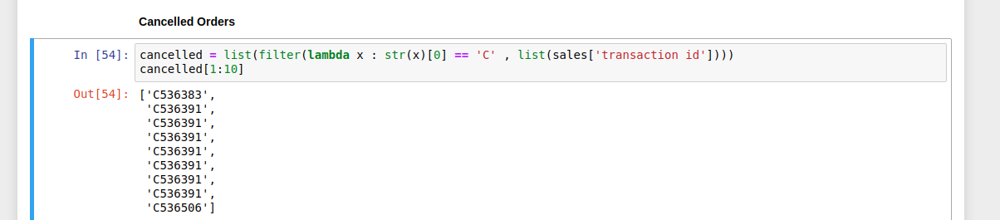 Cancelled Orders
In [54]: cancelled = list(filter(lambda x : str(x)[0] == 'C' , list(sales['transaction id'])))
cancelled[1:10]
Out[54]: ['C536383',
'C536391',
'C536391',
'C536391',
'C536391',
'C536391',
'C536391',
'C536391',
'C536506']